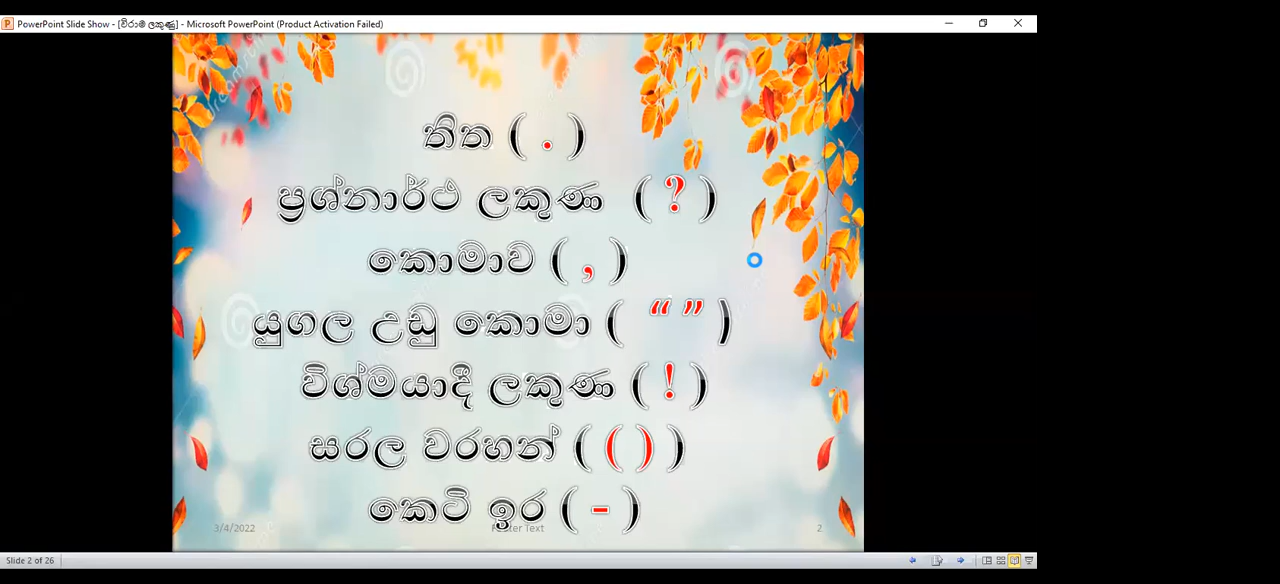 PowerPoint Slide Show - [විරාම ලකුණු] - Microsoft PowerPoint (Product Activation Failed)
තිත ( . )
ප්‍රශ්නාර්ථ ලකුණ ( ? )
කොමාව ( , )
යුගල උඩු කොමා ( “ ” )
විශ්මයාදී ලකුණ ( ! )
සරල වරහන් ( ( ) )
කෙටි ඉර ( - )
3/4/2022
Footer Text
2
Slide 2 of 26